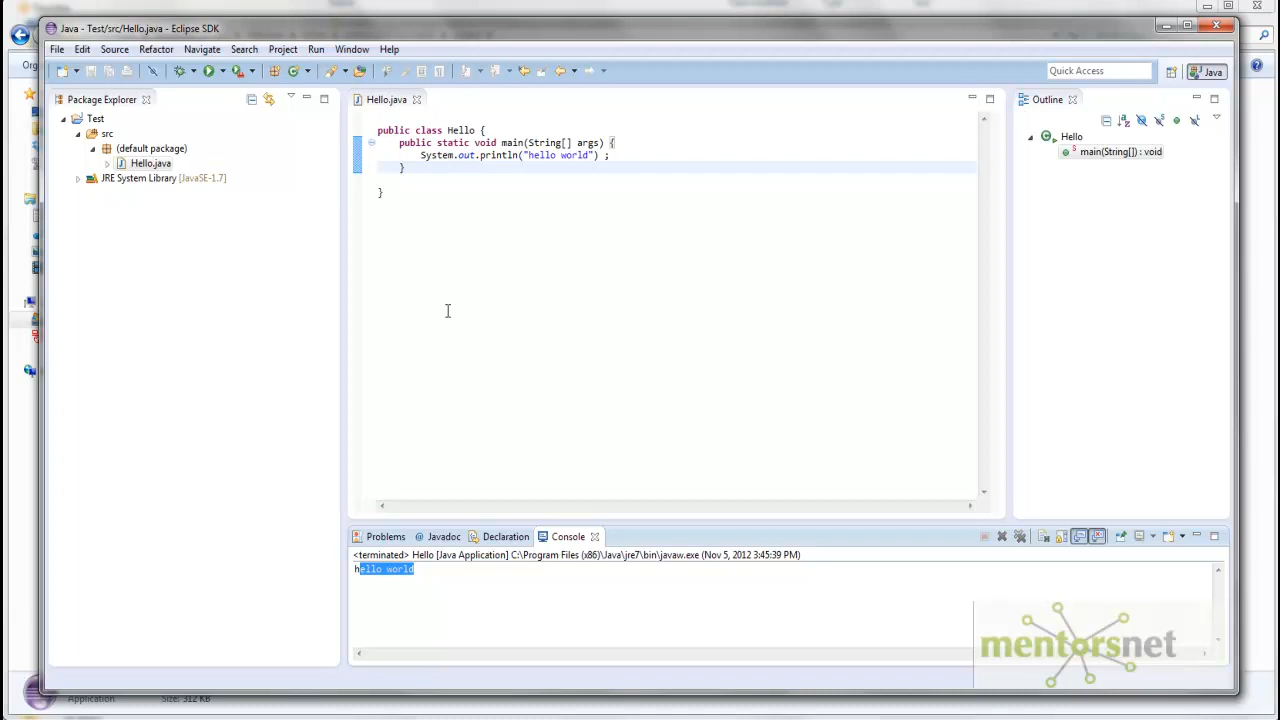 Java - Test/src/Hello.java - Eclipse SDK
File Edit Source Refactor Navigate Search Project Run Window Help
Org
Quick Access
Java
Package Explorer
Hello.java
Outline
Test
src
(default package)
Hello.java
JRE System Library [JavaSE-1.7]
public class Hello {
public static void main(String[] args) {
System.out.println("hello world") ;
}
}
Hello
main(String[]) : void
Problems Javadoc Declaration Console
<terminated> Hello [Java Application] C:\Program Files (x86)\Java\jre7\bin\javaw.exe (Nov 5, 2012 3:45:39 PM)
hello world
mentorsnet
Application Size: 312 KB